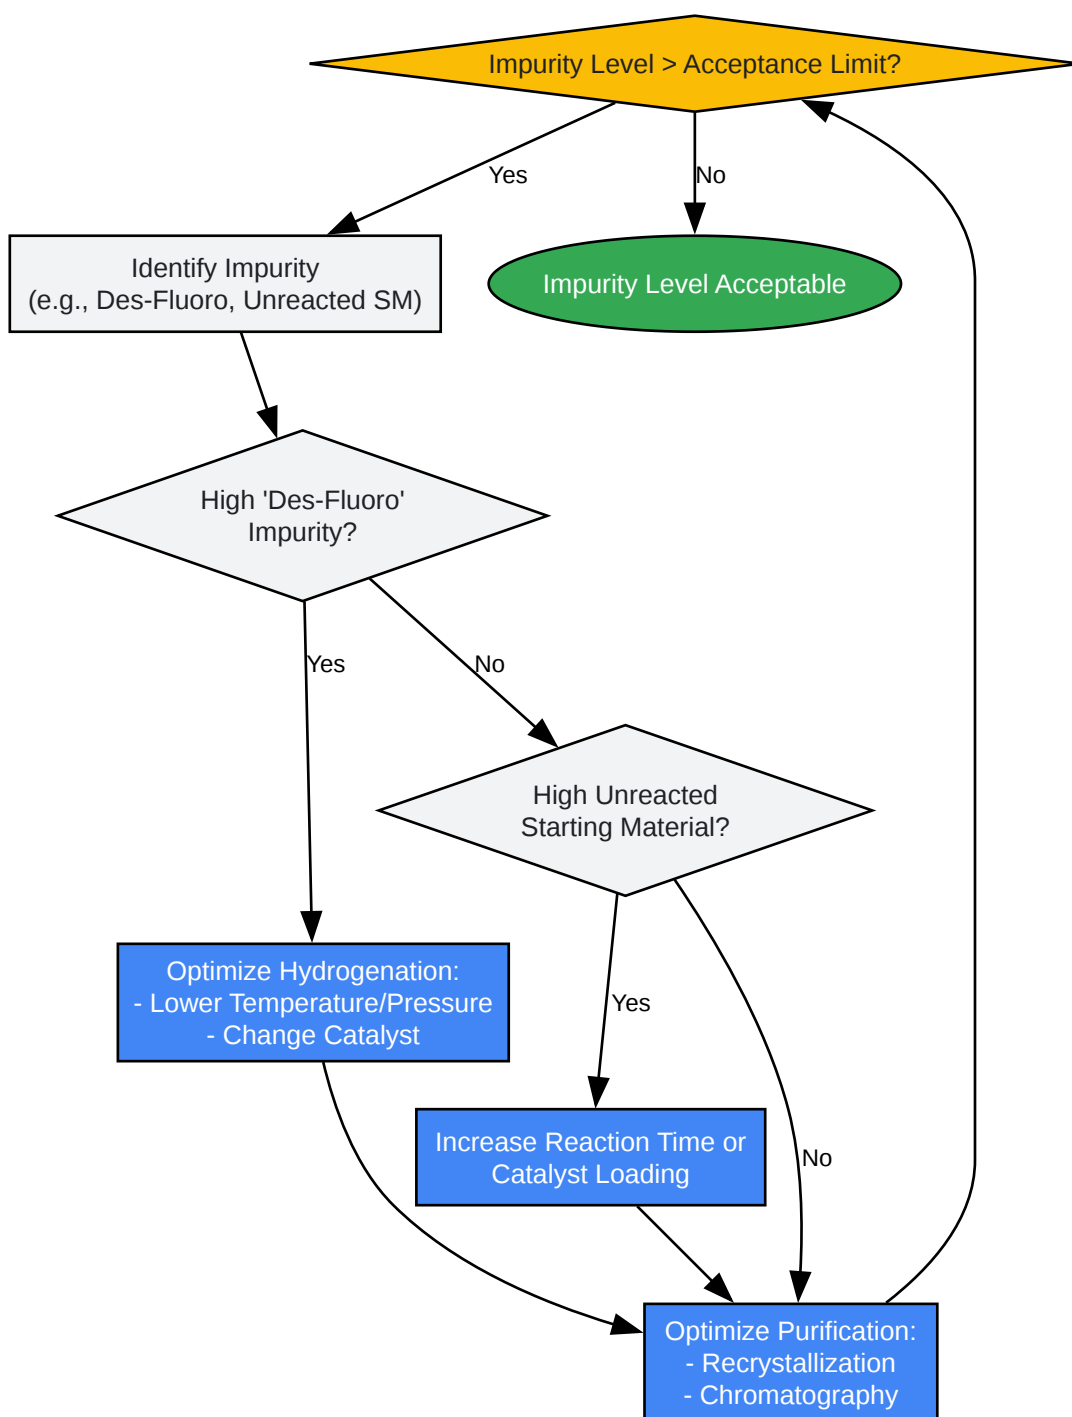 Impurity Level > Acceptance Limit?
Yes
No
Identify Impurity
(e.g., Des-Fluoro, Unreacted SM)
Impurity Level Acceptable
High 'Des-Fluoro'
Impurity?
Yes
No
High Unreacted
Starting Material?
Optimize Hydrogenation:
- Lower Temperature/Pressure
- Change Catalyst
Yes
Increase Reaction Time or
Catalyst Loading
No
Optimize Purification:
- Recrystallization
- Chromatography